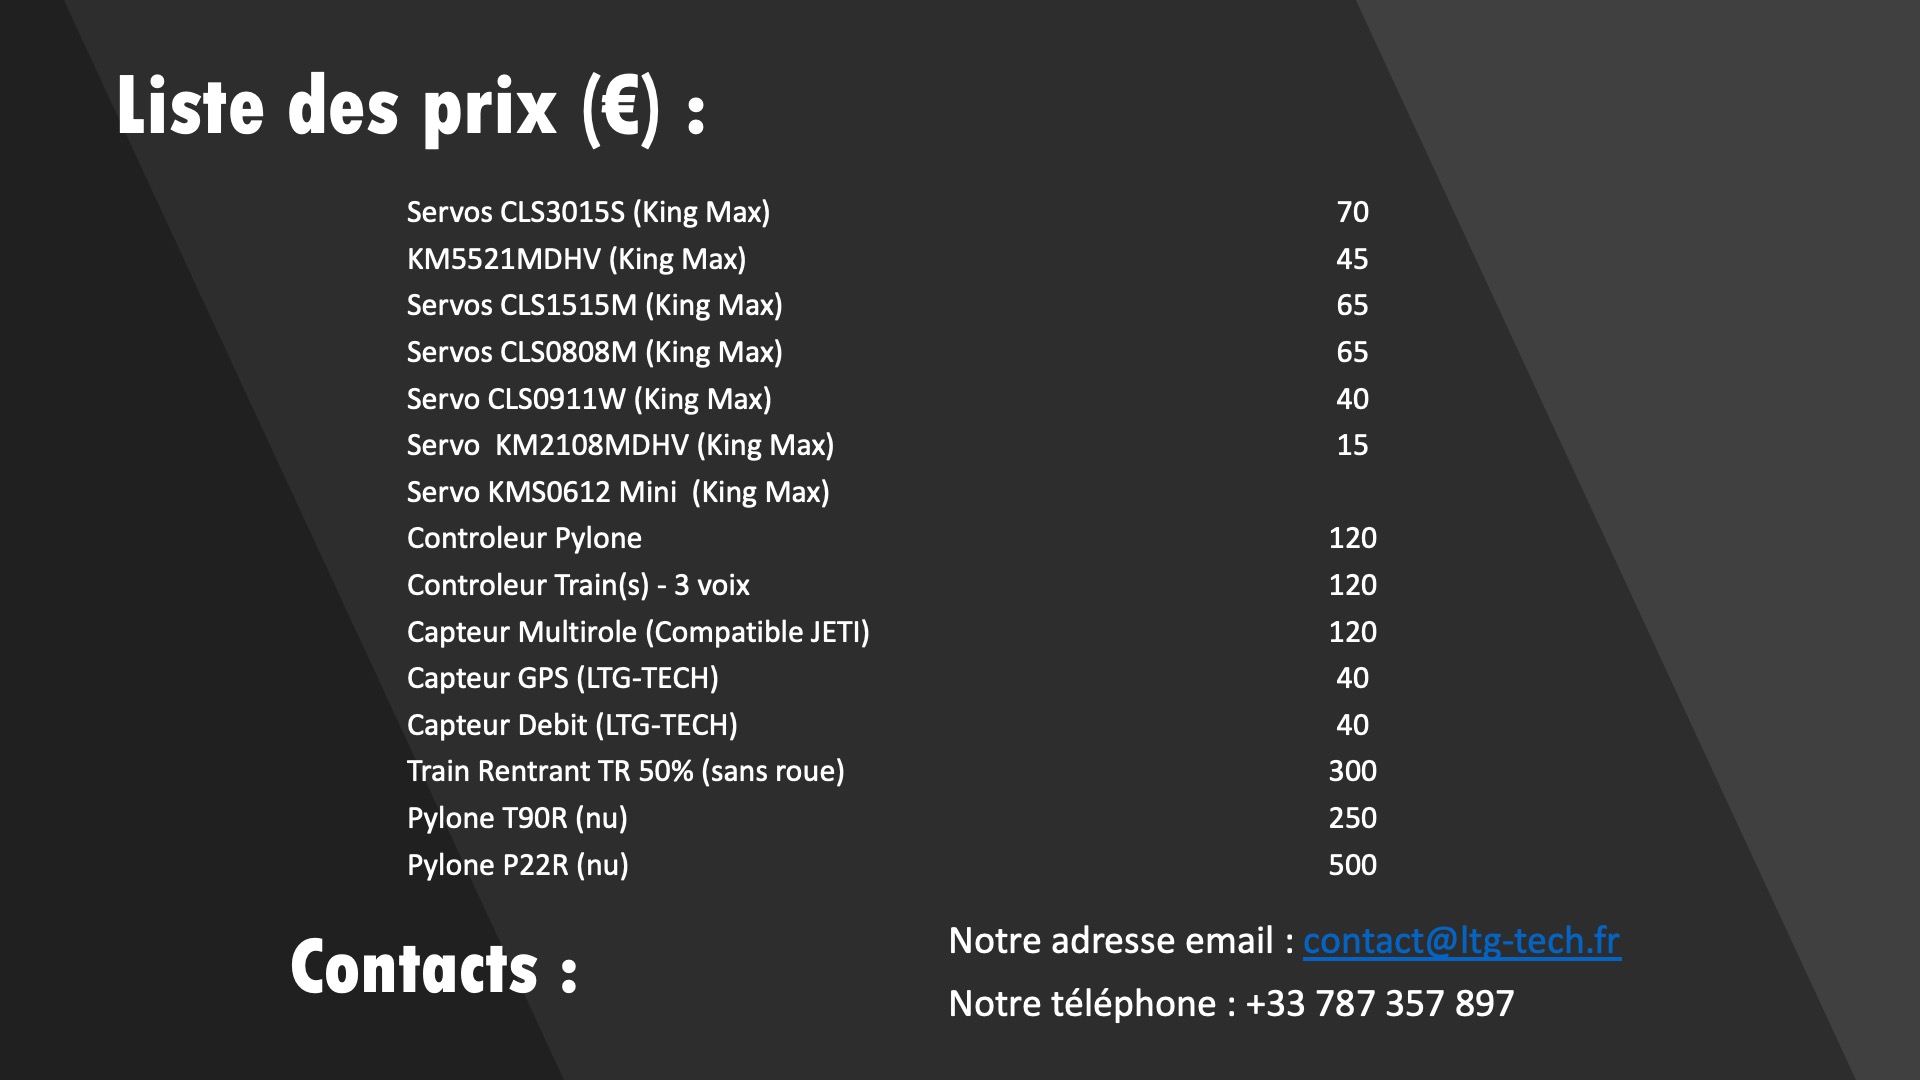 Liste des prix (€) :
Servos CLS3015S (King Max) 70
KM5521MDHV (King Max) 45
Servos CLS1515M (King Max) 65
Servos CLS0808M (King Max) 65
Servo CLS0911W (King Max) 40
Servo  KM2108MDHV (King Max) 15
Servo KMS0612 Mini  (King Max)
Controleur Pylone 120
Controleur Train(s) - 3 voix 120
Capteur Multirole (Compatible JETI) 120
Capteur GPS (LTG-TECH) 40
Capteur Debit (LTG-TECH) 40
Train Rentrant TR 50% (sans roue) 300
Pylone T90R (nu) 250
Pylone P22R (nu) 500
Contacts :
Notre adresse email : contact@ltg-tech.fr
Notre téléphone : +33 787 357 897